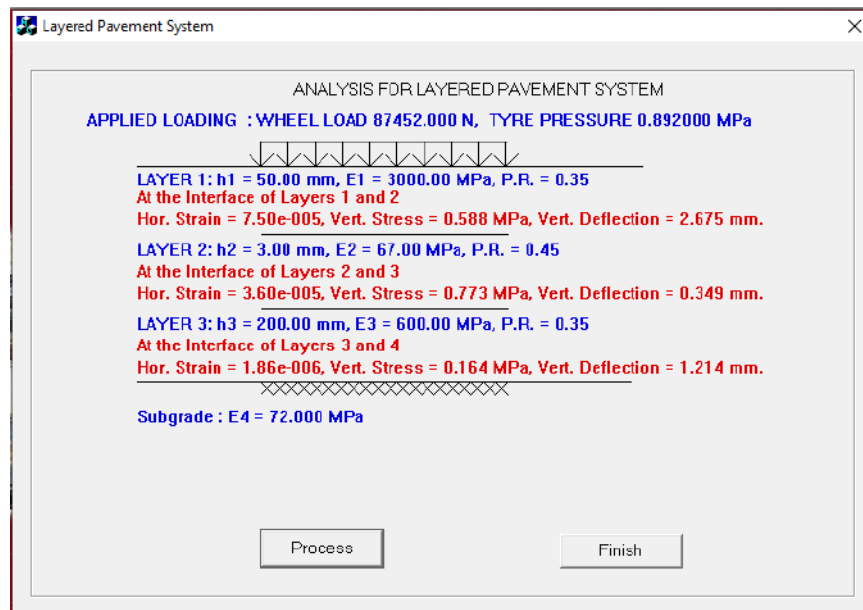 Layered Pavement System
ANALYSIS FOR LAYERED PAVEMENT SYSTEM
APPLIED LOADING : WHEEL LOAD 87452.000 N, TYRE PRESSURE 0.892000 MPa
LAYER 1: h1 = 50.00 mm, E1 = 3000.00 MPa, P.R. = 0.35
At the Interface of Layers 1 and 2
Hor. Strain = 7.50e-005, Vert. Stress = 0.588 MPa, Vert. Deflection = 2.675 mm.
LAYER 2: h2 = 3.00 mm, E2 = 67.00 MPa, P.R. = 0.45
At the Interface of Layers 2 and 3
Hor. Strain = 3.60e-005, Vert. Stress = 0.773 MPa, Vert. Deflection = 0.349 mm.
LAYER 3: h3 = 200.00 mm, E3 = 600.00 MPa, P.R. = 0.35
At the Interface of Layers 3 and 4
Hor. Strain = 1.86e-006, Vert. Stress = 0.164 MPa, Vert. Deflection = 1.214 mm.
Subgrade : E4 = 72.000 MPa
Process
Finish